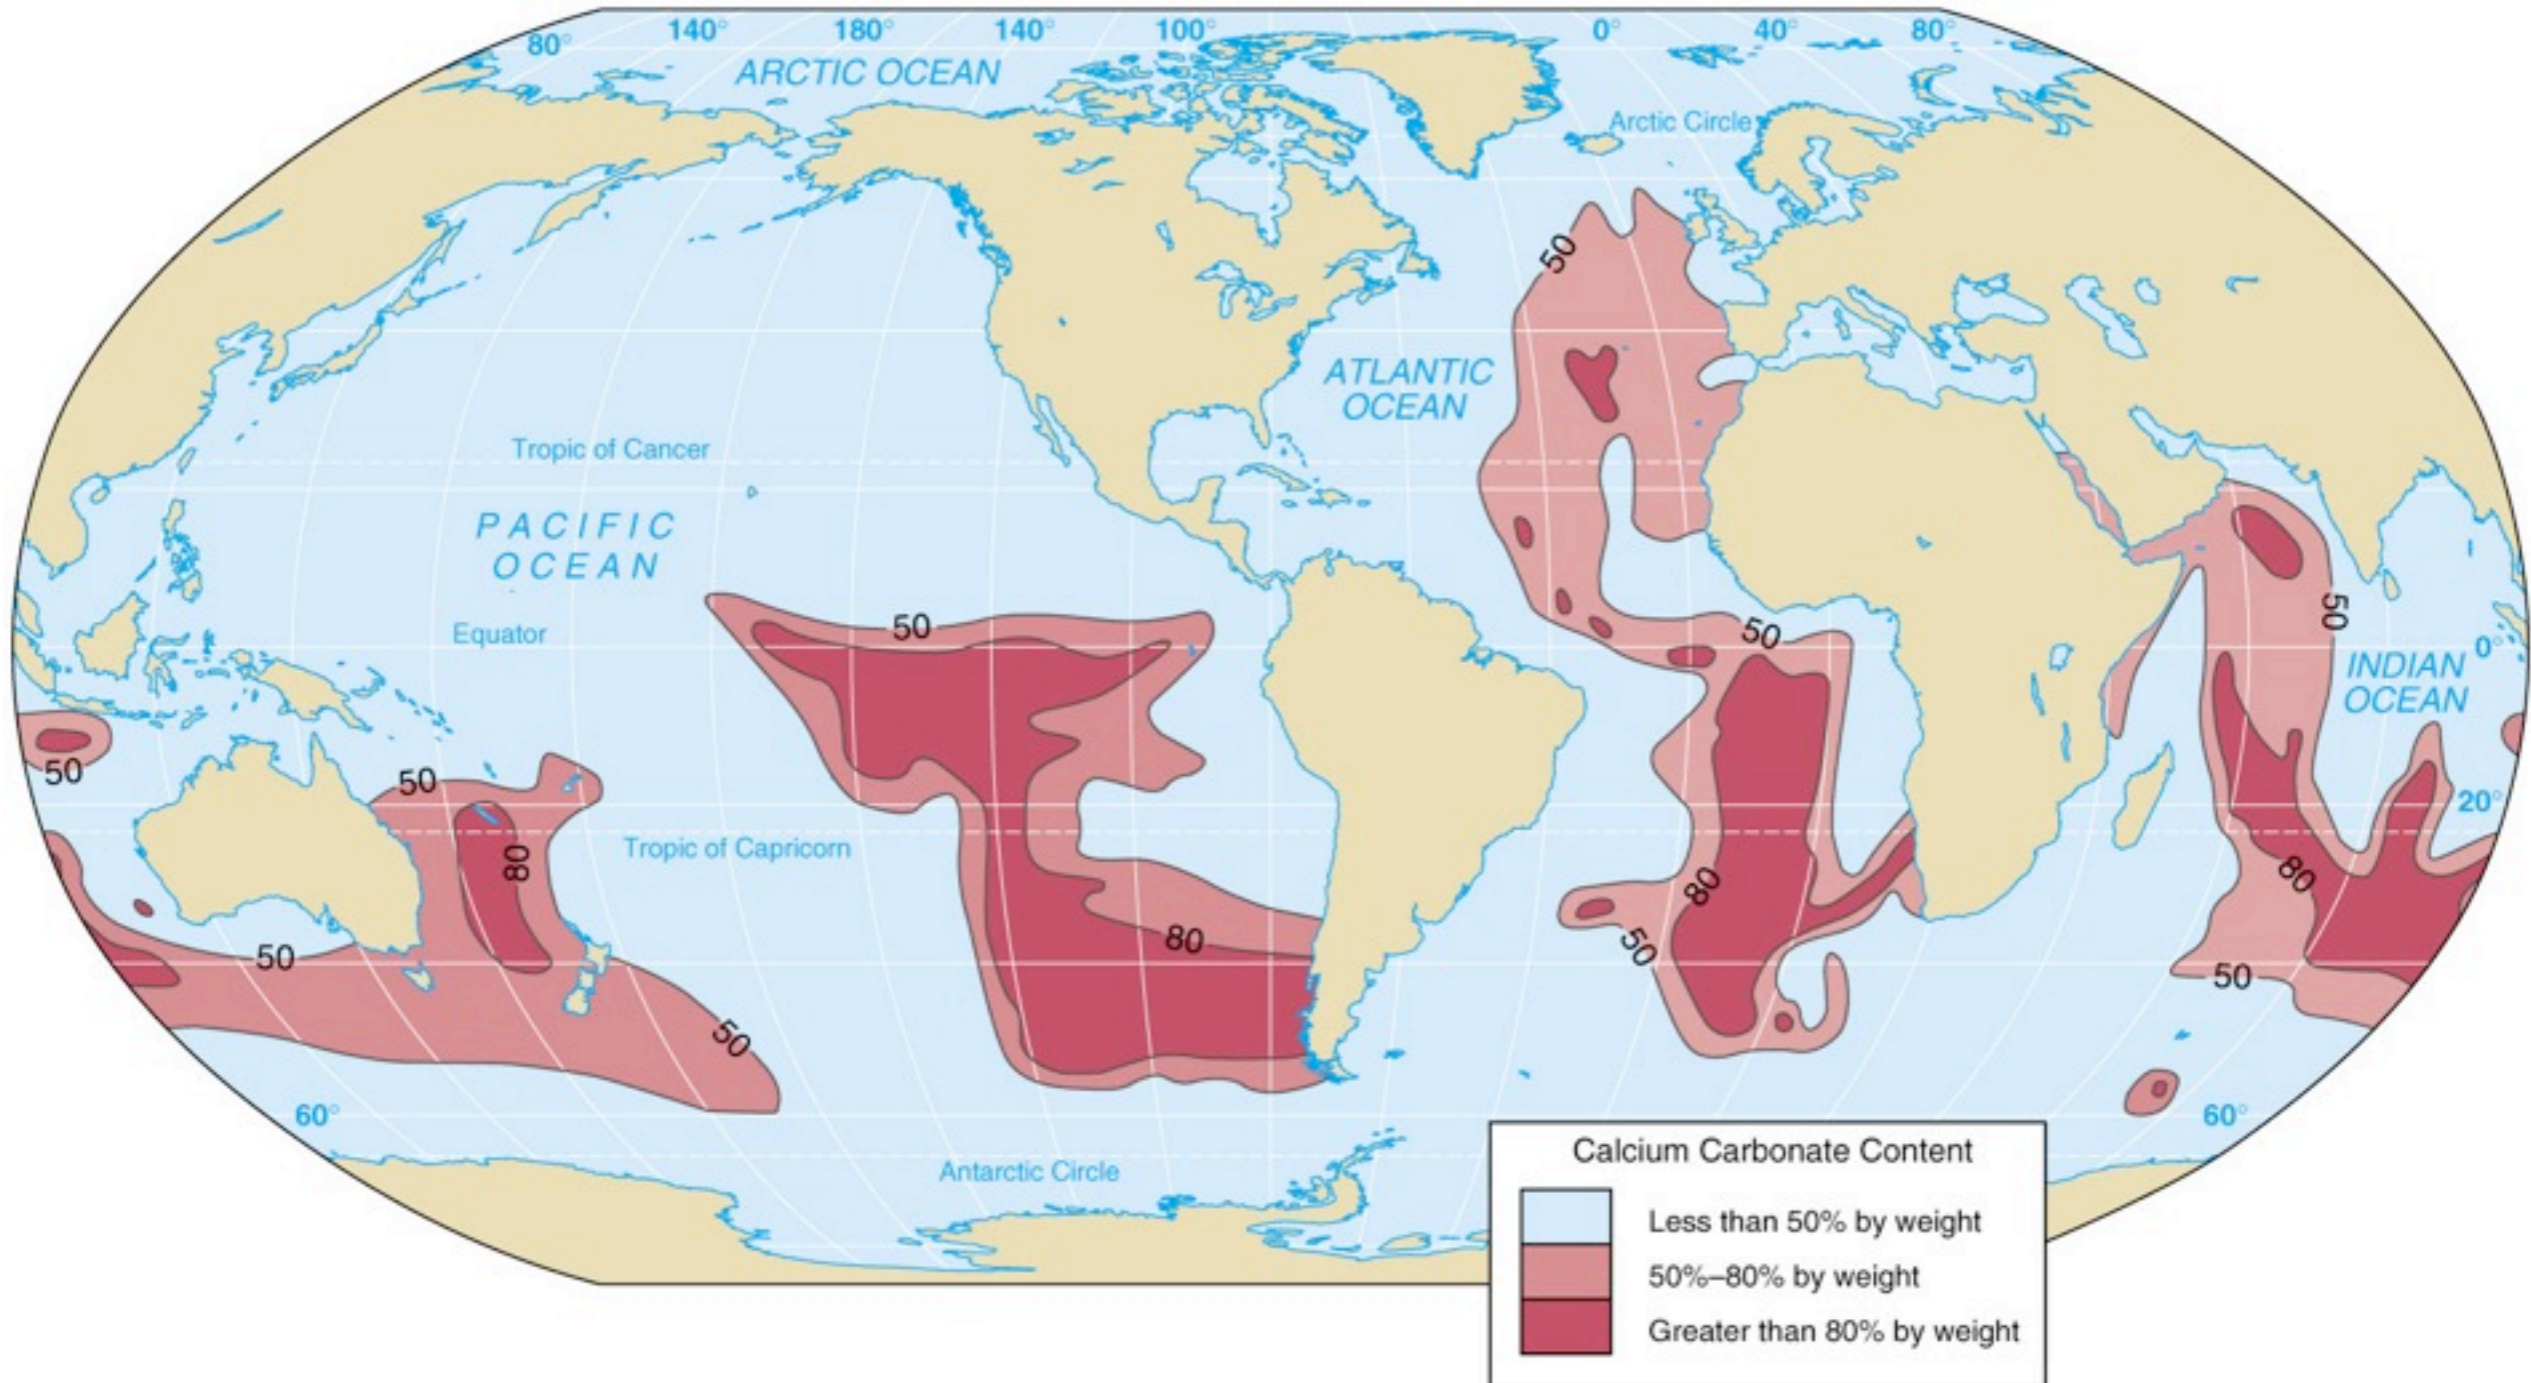 80°
140°
180°
140°
100°
0°
40°
80°
ARCTIC OCEAN
Arctic Circle
50
ATLANTIC
OCEAN
Tropic of Cancer
PACIFIC
OCEAN
Equator
50
50
50
0°
INDIAN
OCEAN
50
50
20°
Tropic of Capricorn
80
80
80
80
50
50
50
50
60°
60°
Antarctic Circle
Calcium Carbonate Content
Less than 50% by weight
50%–80% by weight
Greater than 80% by weight